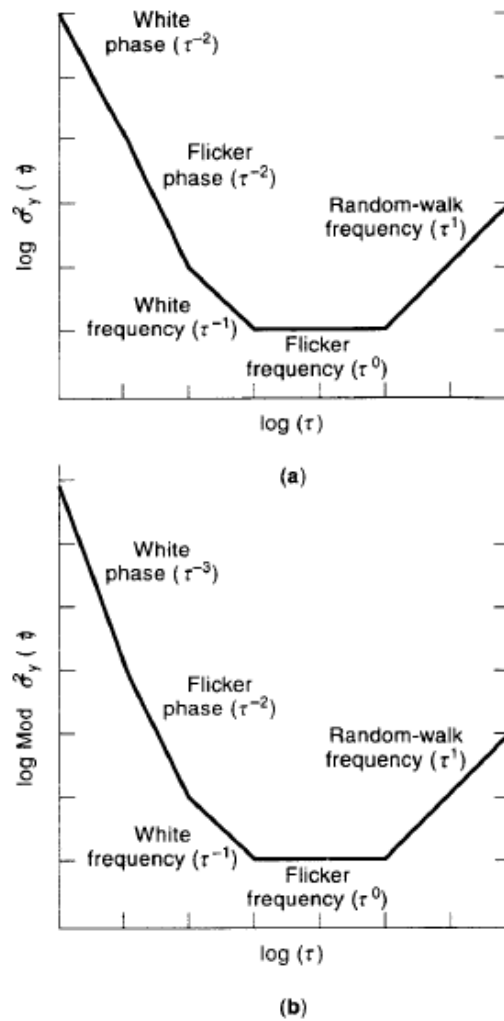 White
phase (τ⁻²)
Flicker
phase (τ⁻²)
Random-walk
frequency (τ¹)
White
frequency (τ⁻¹)
Flicker
frequency (τ⁰)
log σ²y(τ)
log (τ)
(a)
White
phase (τ⁻³)
Flicker
phase (τ⁻²)
Random-walk
frequency (τ¹)
White
frequency (τ⁻¹)
Flicker
frequency (τ⁰)
log Mod σ²y(τ)
log (τ)
(b)